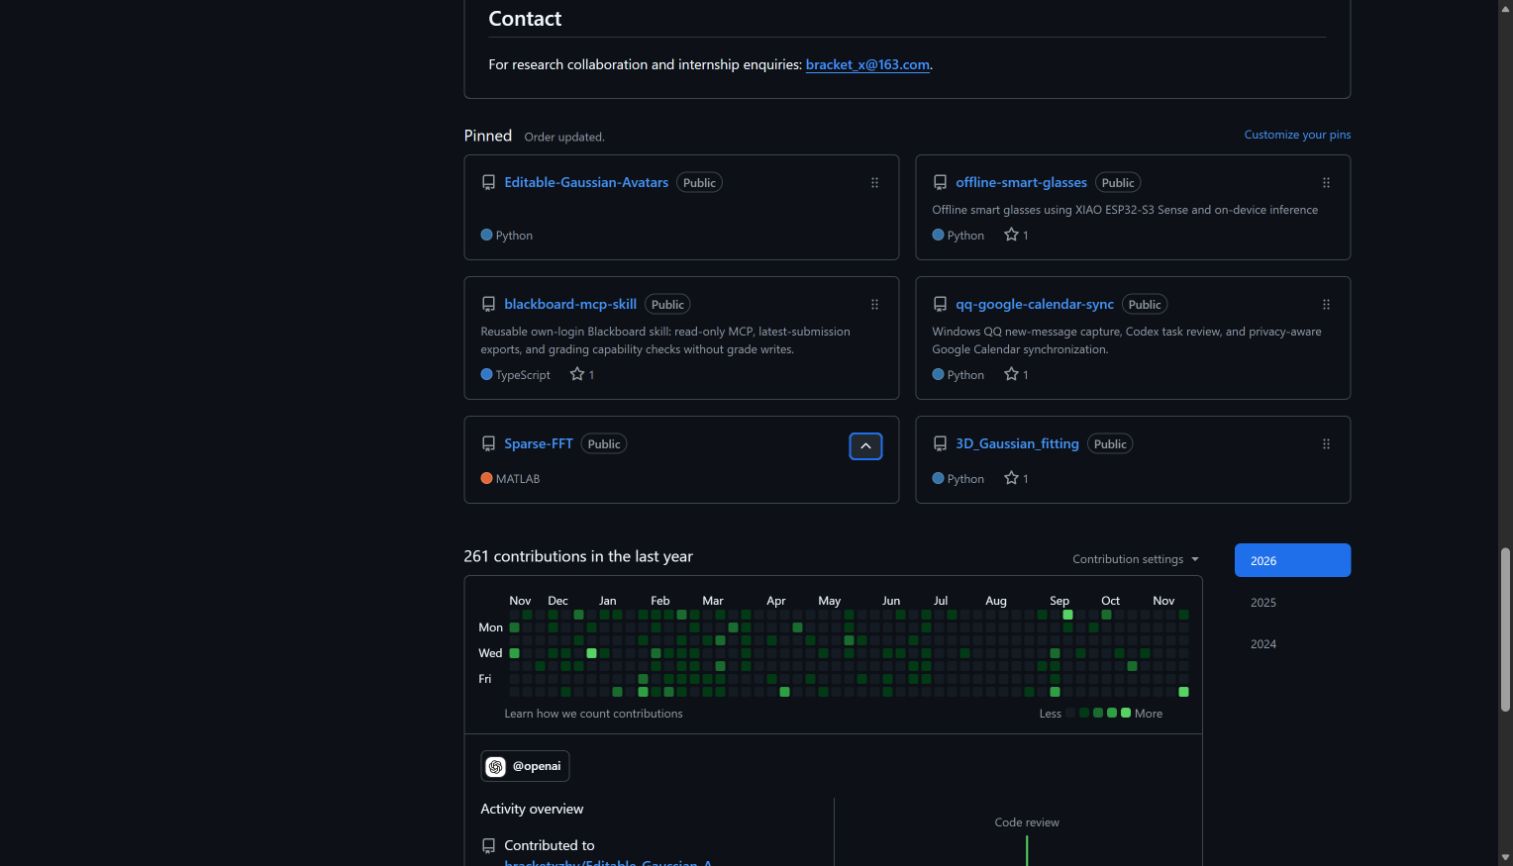 Contact
For research collaboration and internship enquiries: bracket_x@163.com.
Pinned Order updated. Customize your pins
Editable-Gaussian-Avatars Public
Python
offline-smart-glasses Public
Offline smart glasses using XIAO ESP32-S3 Sense and on-device inference
Python 1
blackboard-mcp-skill Public
Reusable own-login Blackboard skill: read-only MCP, latest-submission
exports, and grading capability checks without grade writes.
TypeScript 1
qq-google-calendar-sync Public
Windows QQ new-message capture, Codex task review, and privacy-aware
Google Calendar synchronization.
Python 1
Sparse-FFT Public
MATLAB
3D_Gaussian_fitting Public
Python 1
261 contributions in the last year
Contribution settings
2026
2025
2024
Nov Dec Jan Feb Mar Apr May Jun Jul Aug Sep Oct Nov
Mon
Wed
Fri
Learn how we count contributions
Less More
@openai
Activity overview
Code review
Contributed to